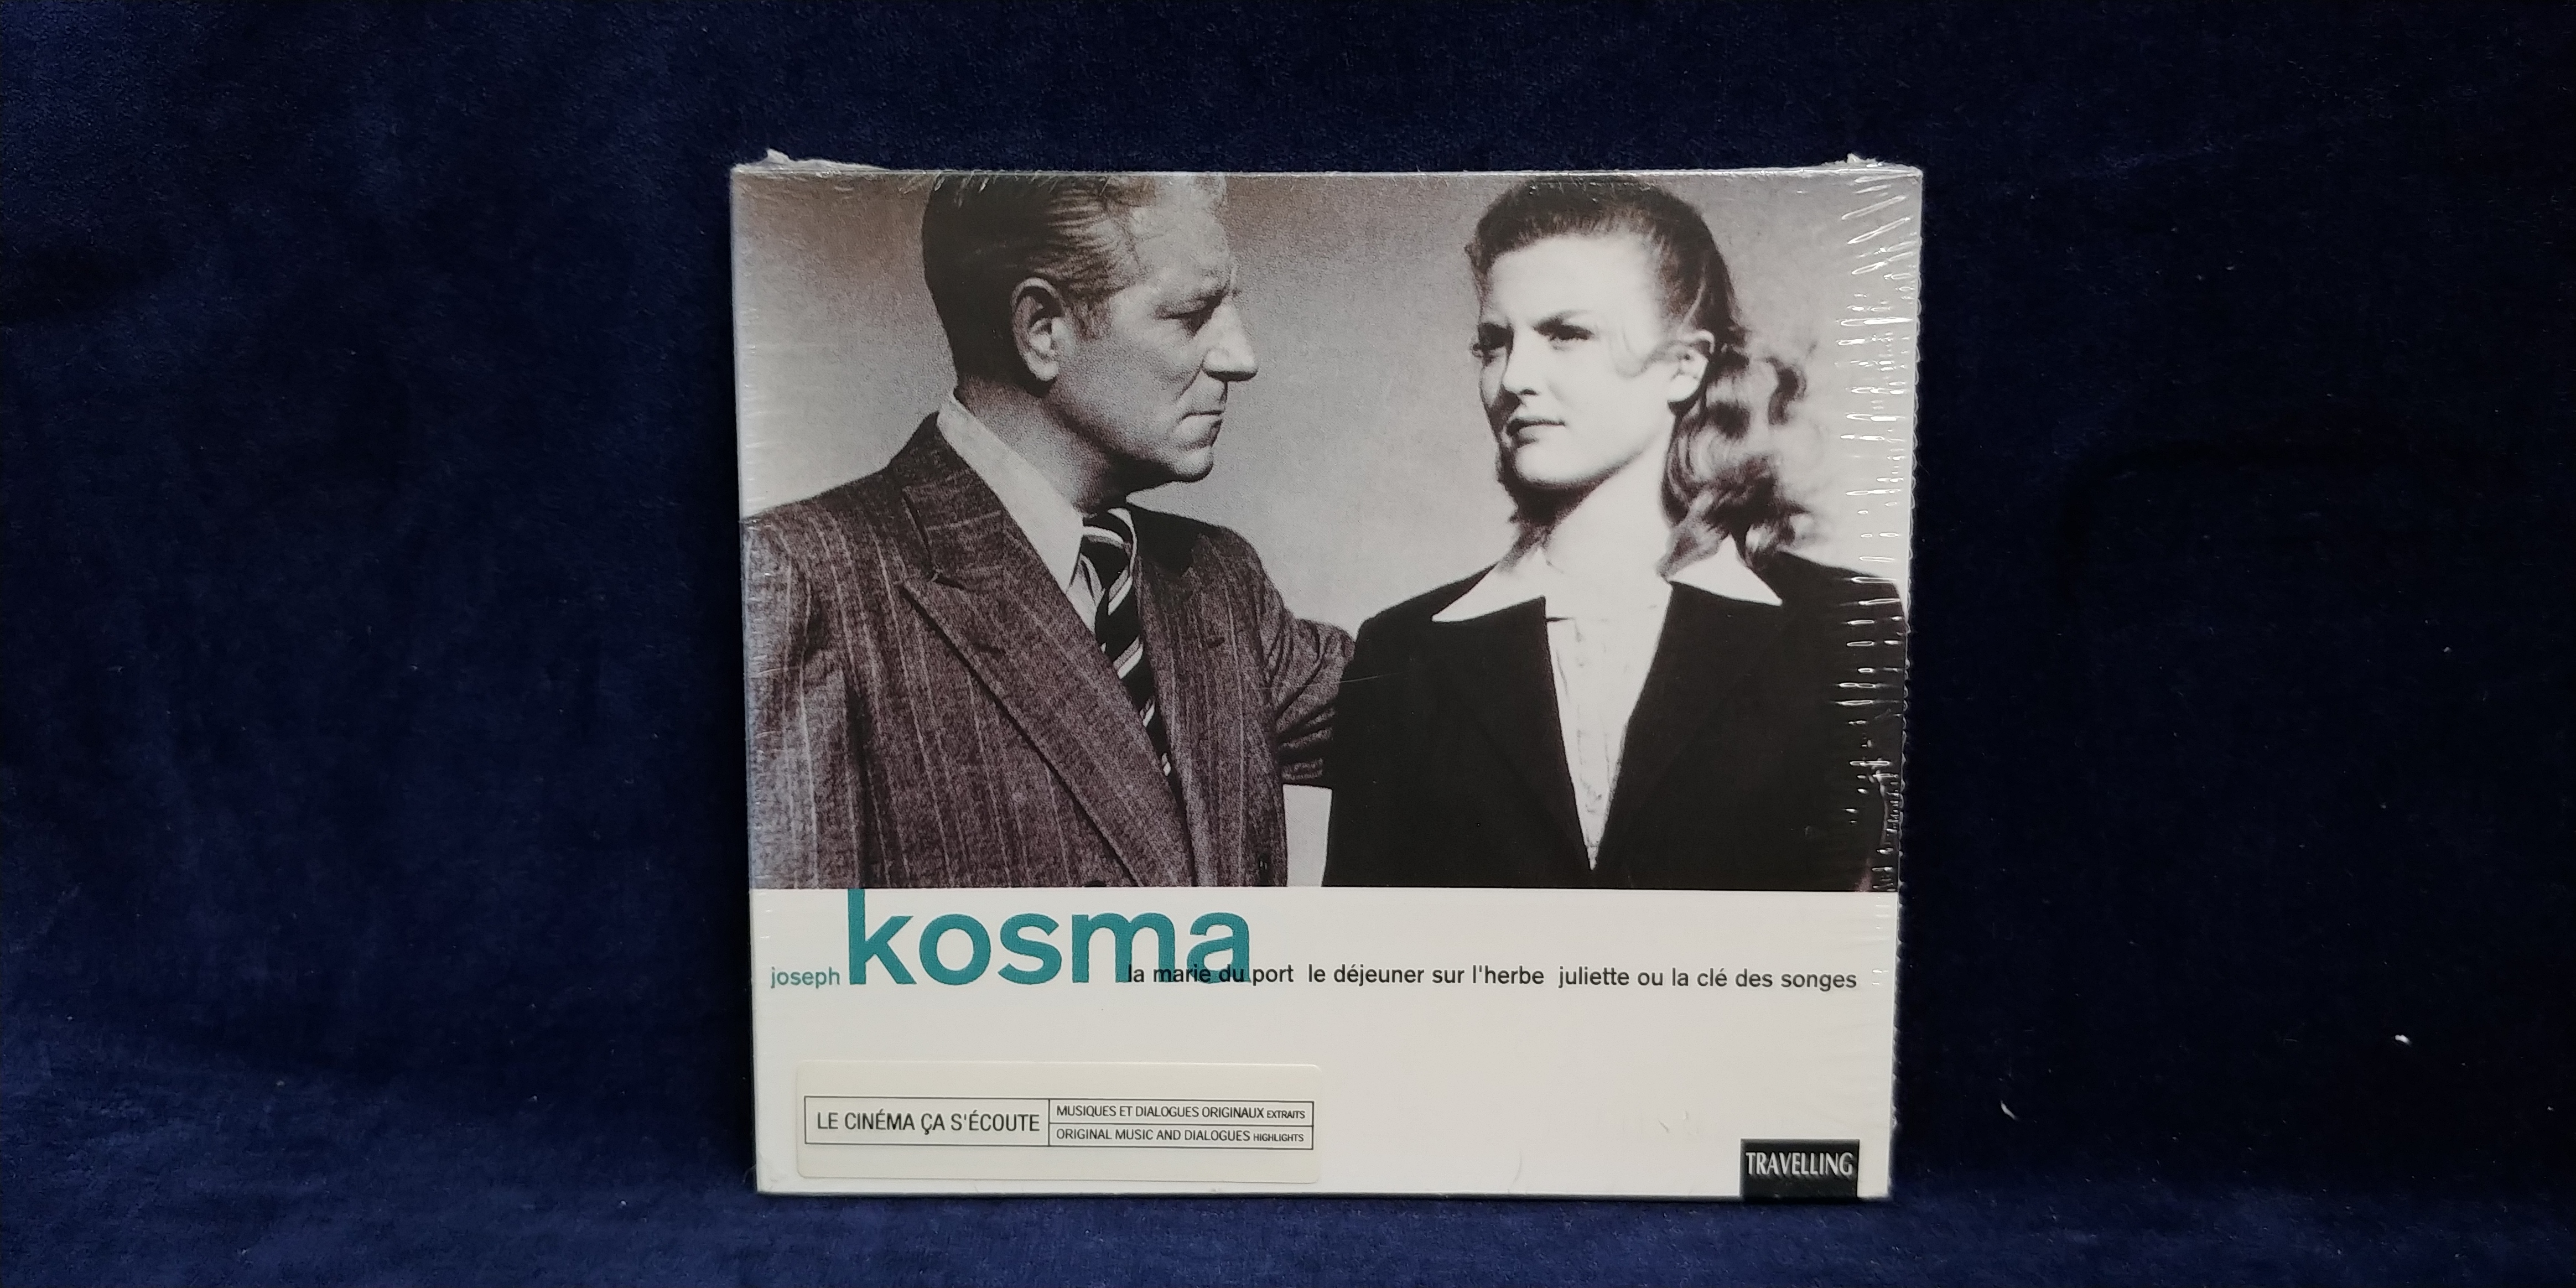 joseph kosma la marie du port le déjeuner sur l'herbe juliette ou la clé des songes
LE CINÉMA ÇA S'ÉCOUTE
MUSIQUES ET DIALOGUES ORIGINAUX EXTRAITS
ORIGINAL MUSIC AND DIALOGUES HIGHLIGHTS
TRAVELLING